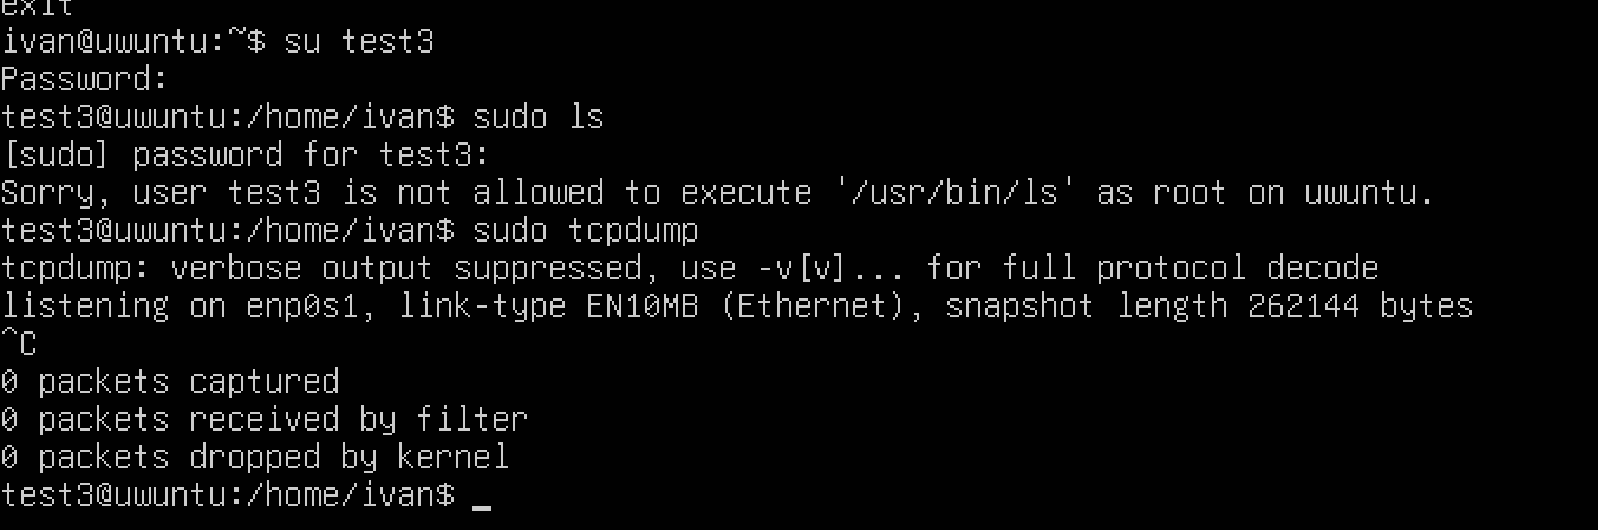 exit
ivan@uwuntu:~$ su test3
Password:
test3@uwuntu:/home/ivan$ sudo ls
[sudo] password for test3:
Sorry, user test3 is not allowed to execute '/usr/bin/ls' as root on uwuntu.
test3@uwuntu:/home/ivan$ sudo tcpdump
tcpdump: verbose output suppressed, use -v[v]... for full protocol decode
listening on enp0s1, link-type EN10MB (Ethernet), snapshot length 262144 bytes
^C
0 packets captured
0 packets received by filter
0 packets dropped by kernel
test3@uwuntu:/home/ivan$ _